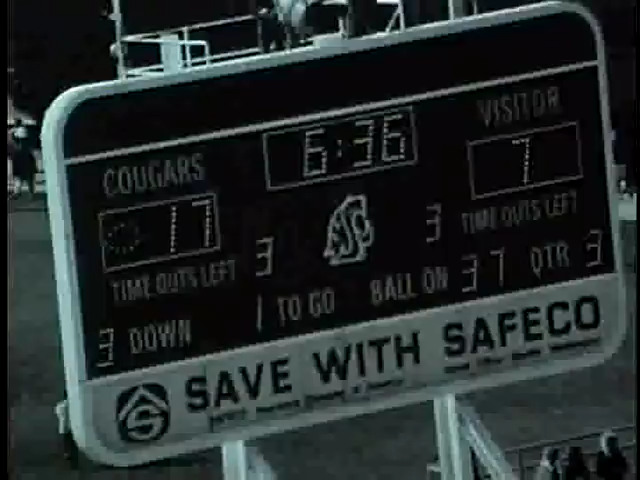 VISITOR
COUGARS 6:36 7
17
TIME OUTS LEFT 3 3 TIME OUTS LEFT
3 DOWN 1 TO GO BALL ON 37 QTR 3
SAVE WITH SAFECO